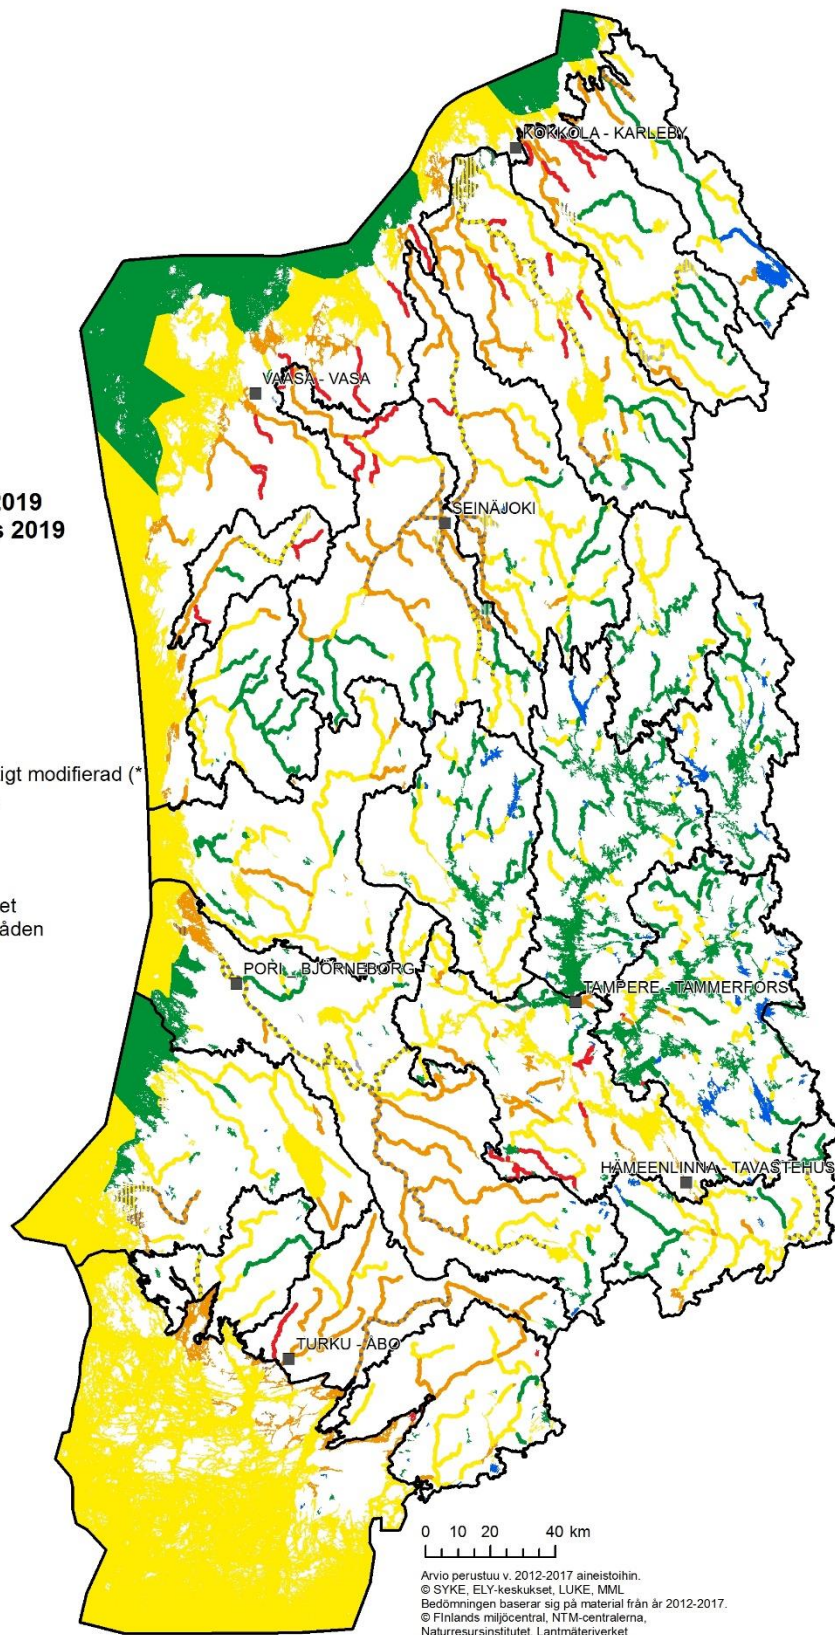 KOKKOLA - KARLEBY
VAASA - VASA
2019
s 2019
SEINÄJOKI
igt modifierad (*
et
åden
PORI _ BJÖRNEBORG
TAMPERE - TAMMERFORS
HÄMEENLINNA - TAVASTEHUS
TURKU - ÅBO
0 10 20 40 km
Arvio perustuu v. 2012-2017 aineistoihin.
© SYKE, ELY-keskukset, LUKE, MML
Bedömningen baserar sig på material från år 2012-2017.
© FInlands miljöcentral, NTM-centralerna,
Naturresursinstitutet, Lantmäteriverket